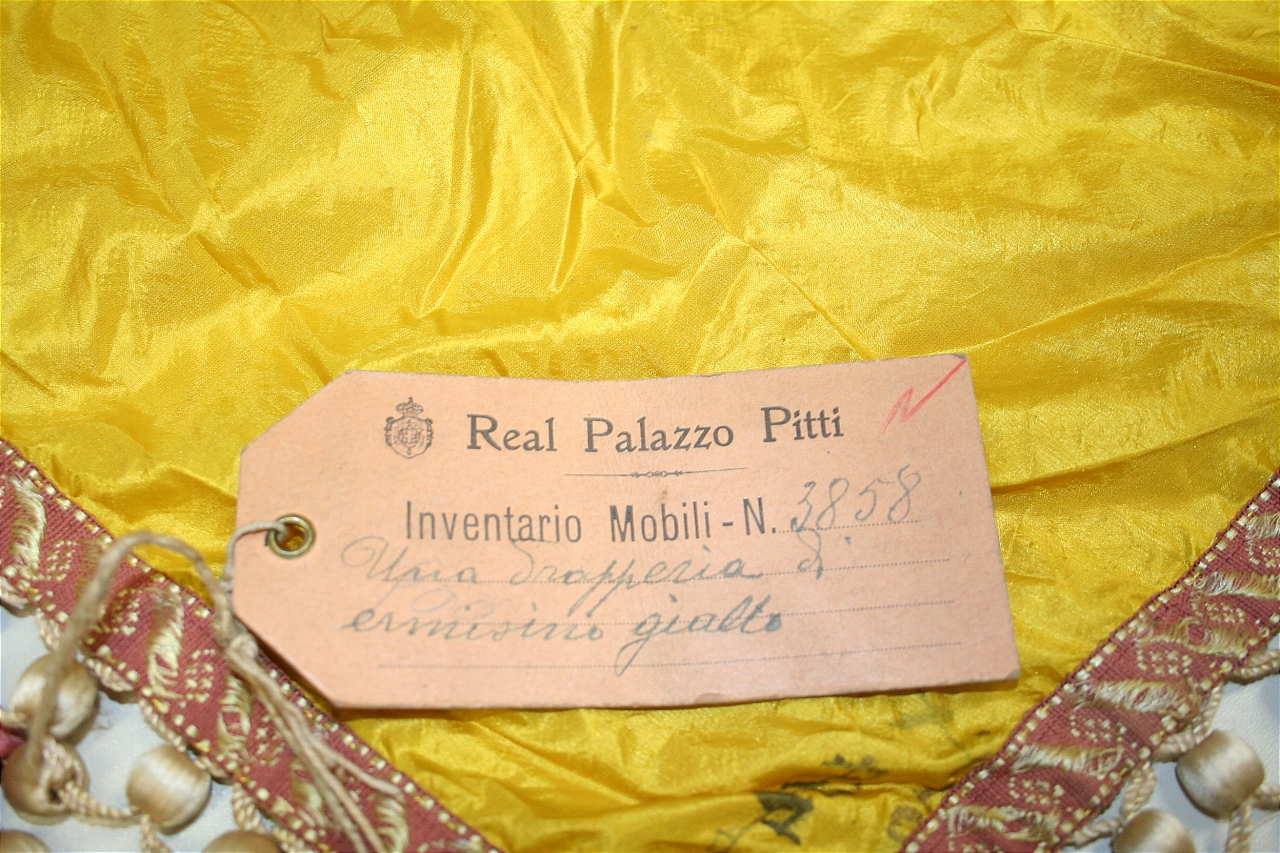 Real Palazzo Pitti
Inventario Mobili - N. 3858
Una drapperia di
ermisino giallo